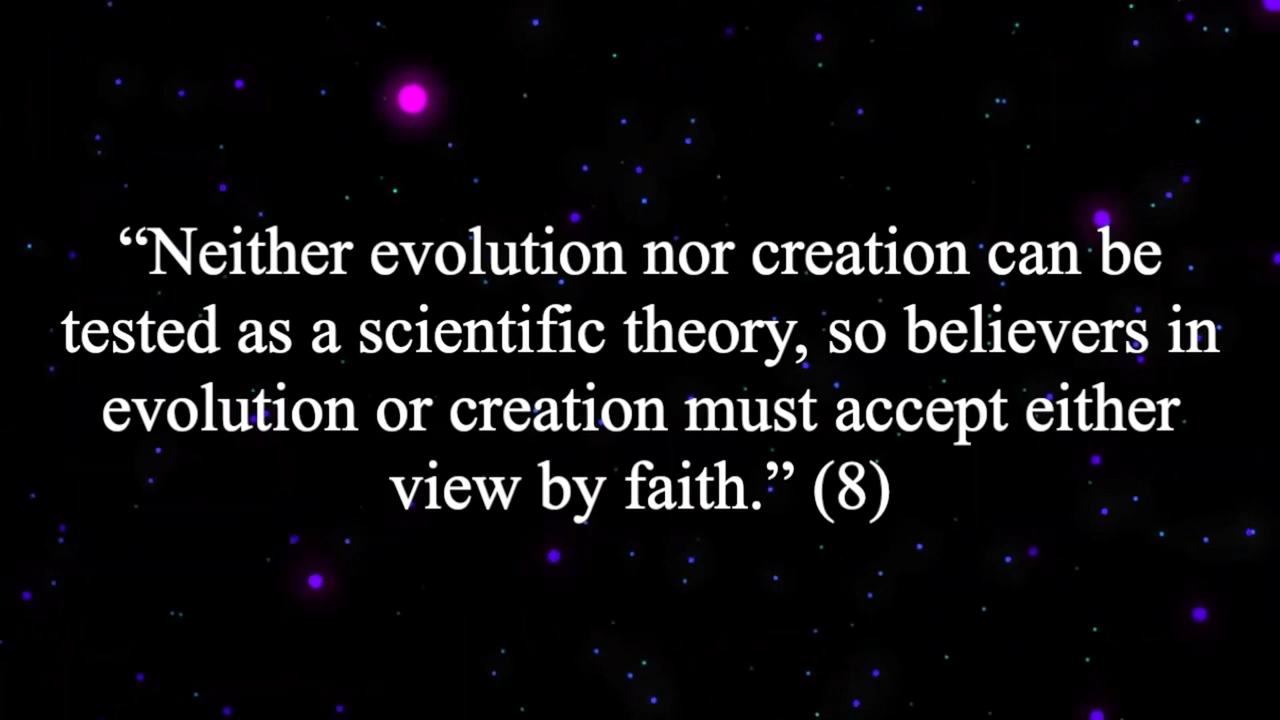 “Neither evolution nor creation can be
tested as a scientific theory, so believers in
evolution or creation must accept either
view by faith.” (8)